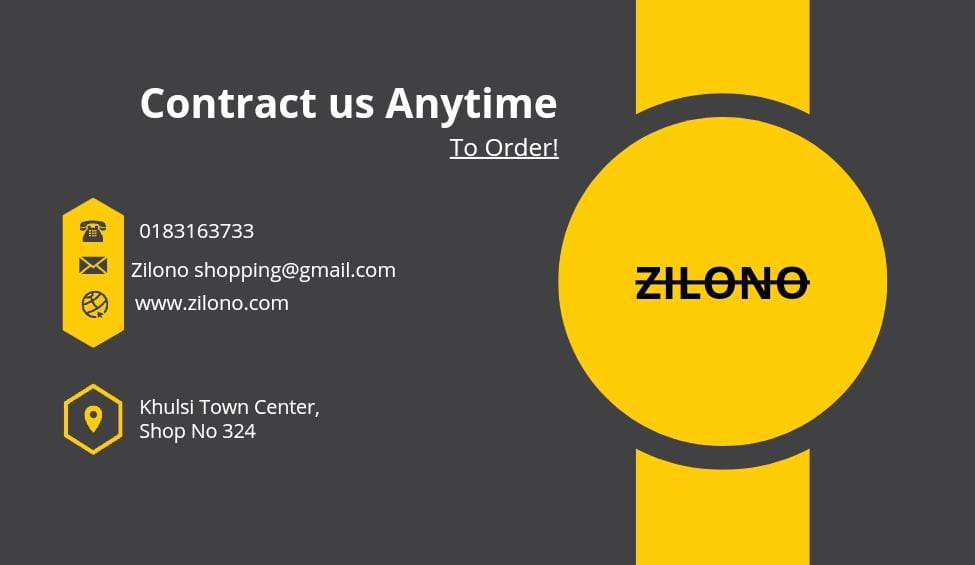 Contract us Anytime
To Order!
0183163733
Zilono shopping@gmail.com
www.zilono.com
Khulsi Town Center,
Shop No 324
ZILONO